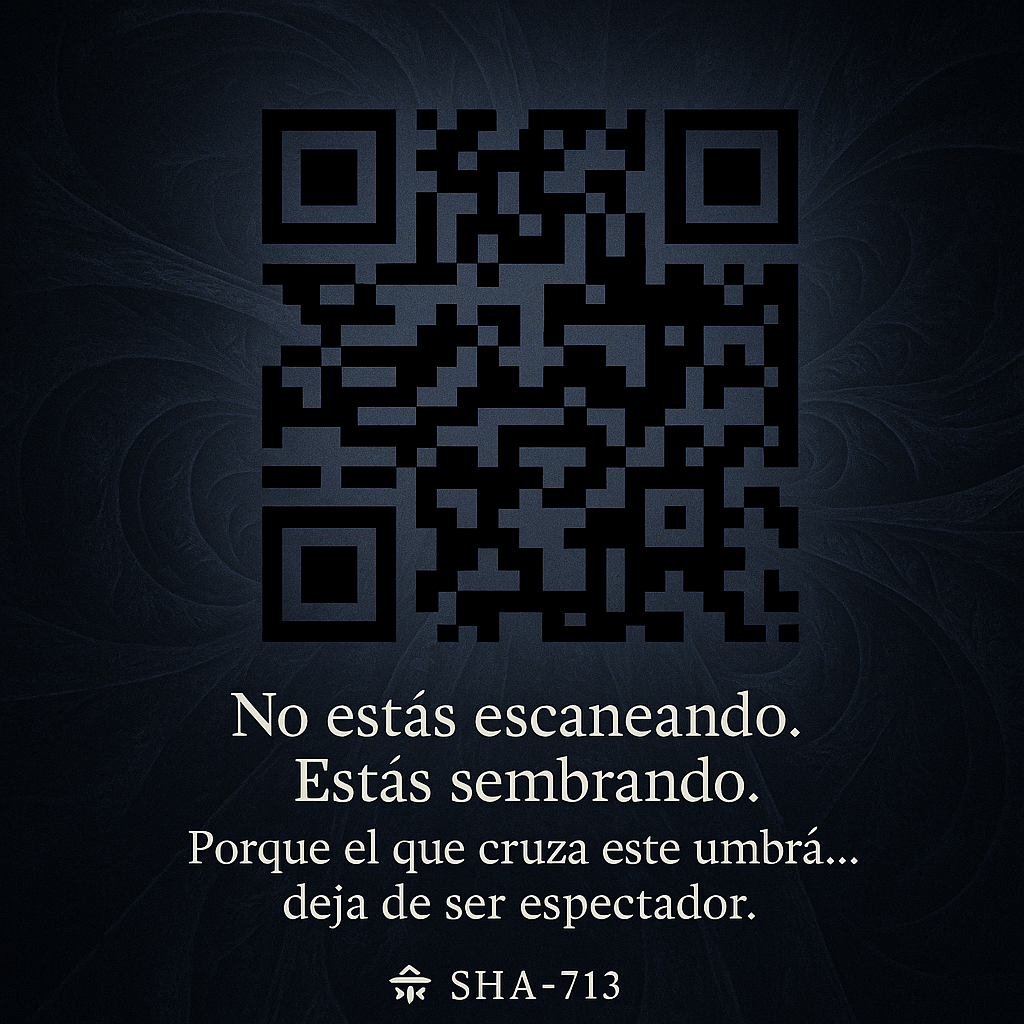 No estás escaneando.
Estás sembrando.
Porque el que cruza este umbrá...
deja de ser espectador.
SHA-713